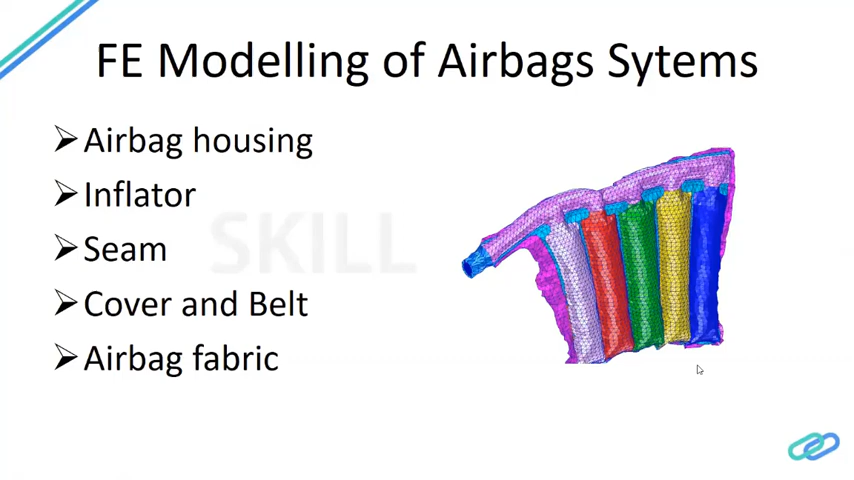 FE Modelling of Airbags Sytems
Airbag housing
Inflator
Seam
Cover and Belt
Airbag fabric
SKILL